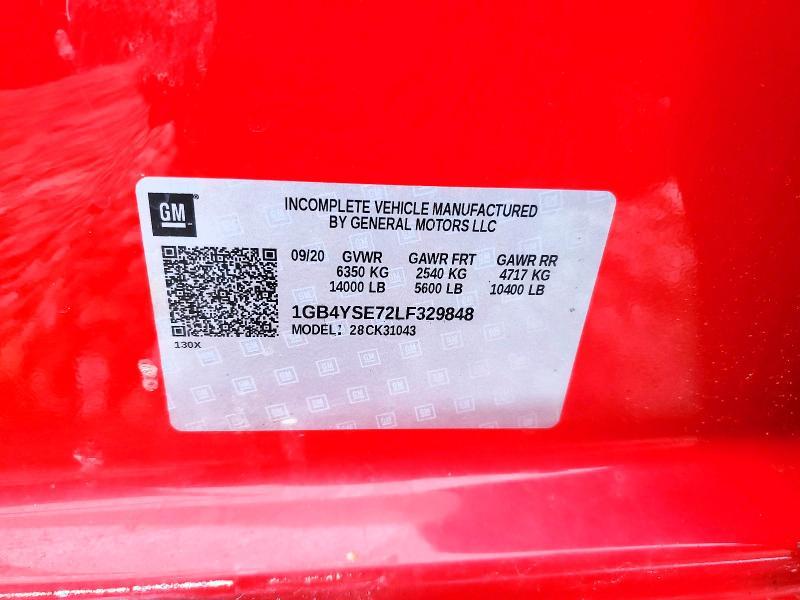 GM
INCOMPLETE VEHICLE MANUFACTURED
BY GENERAL MOTORS LLC
09/20 GVWR GAWR FRT GAWR RR
6350 KG 2540 KG 4717 KG
14000 LB 5600 LB 10400 LB
1GB4YSE72LF329848
MODEL: 28CK31043
130X